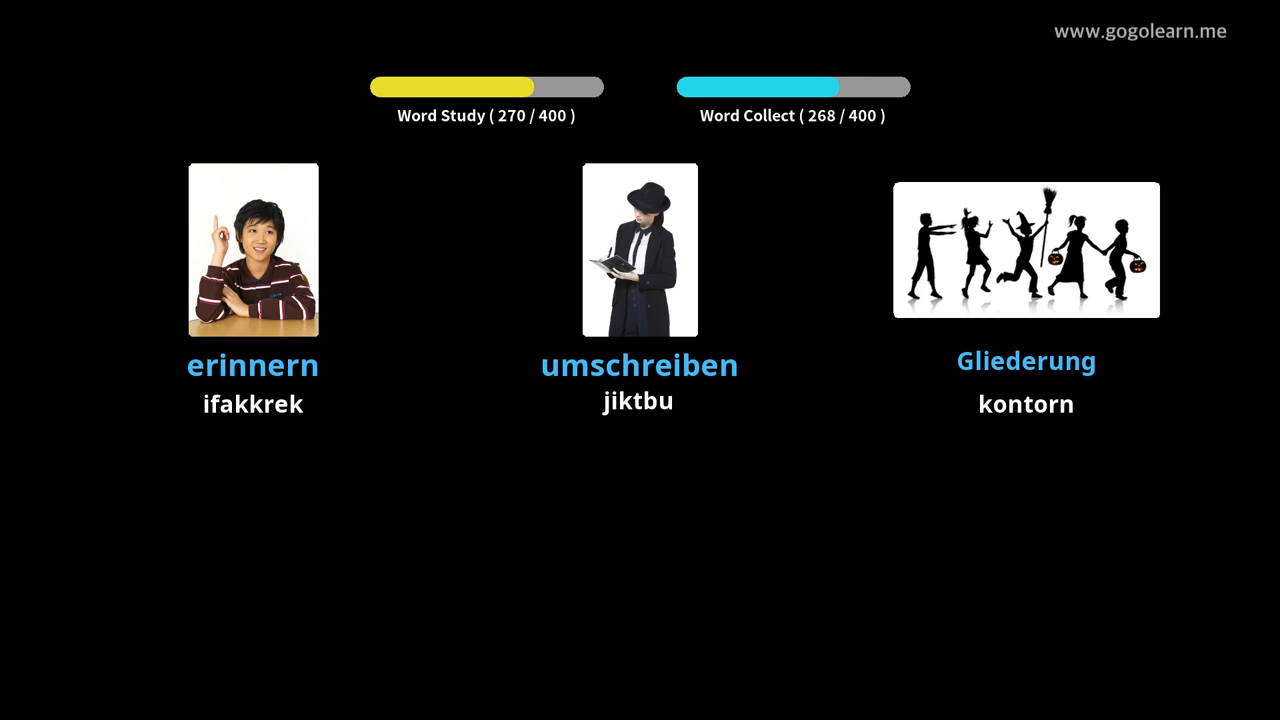 www.gogolearn.me
Word Study ( 270 / 400 )
Word Collect ( 268 / 400 )
erinnern
ifakkrek
umschreiben
jiktbu
Gliederung
kontorn